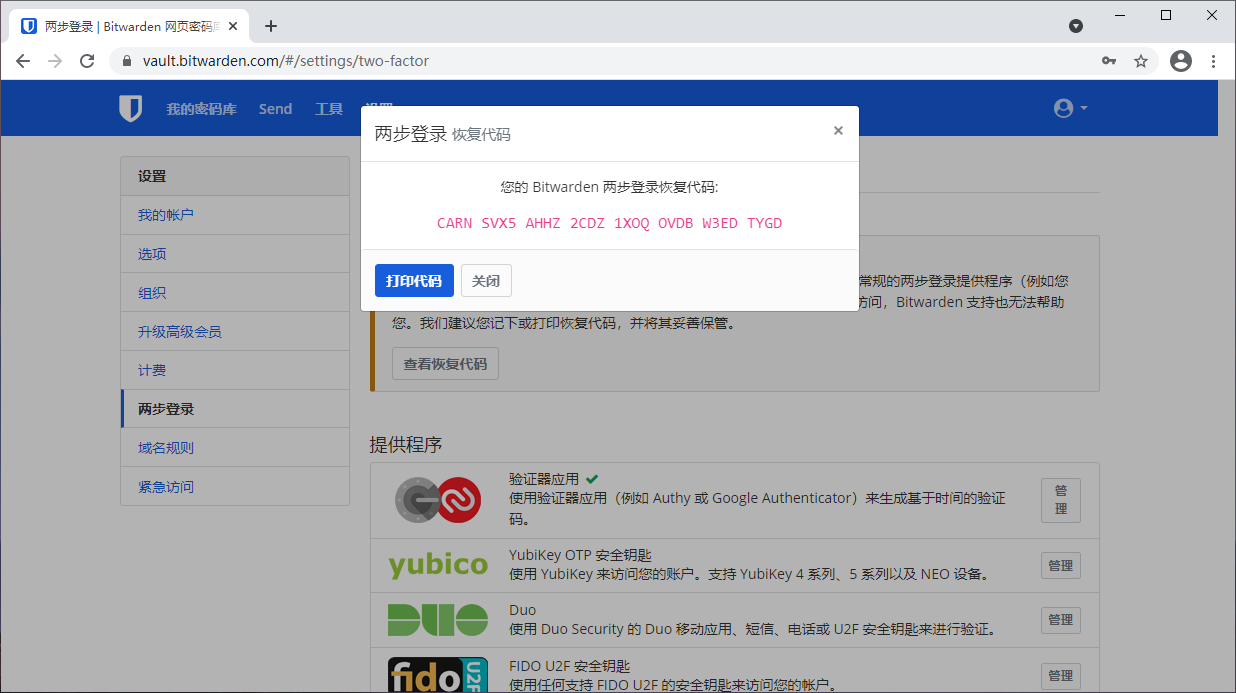 两步登录 | Bitwarden 网页密码库
vault.bitwarden.com/#/settings/two-factor
我的密码库 Send 工具
两步登录 恢复代码
×
您的 Bitwarden 两步登录恢复代码:
CARN SVX5 AHHZ 2CDZ 1XOQ OVDB W3ED TYGD
打印代码 关闭
设置
我的帐户
选项
组织
升级高级会员
计费
两步登录
域名规则
紧急访问
常规的两步登录提供程序（例如您
访问，Bitwarden 支持也无法帮助
您。我们建议您记下或打印恢复代码，并将其妥善保管。
查看恢复代码
提供程序
验证器应用
使用验证器应用（例如 Authy 或 Google Authenticator）来生成基于时间的验证
码。
管
理
yubico
YubiKey OTP 安全钥匙
使用 YubiKey 来访问您的账户。支持 YubiKey 4 系列、5 系列以及 NEO 设备。
管理
DUO
Duo
使用 Duo Security 的 Duo 移动应用、短信、电话或 U2F 安全钥匙来进行验证。
管理
fido U2F
FIDO U2F 安全钥匙
使用任何支持 FIDO U2F 的安全钥匙来访问您的帐户。
管理